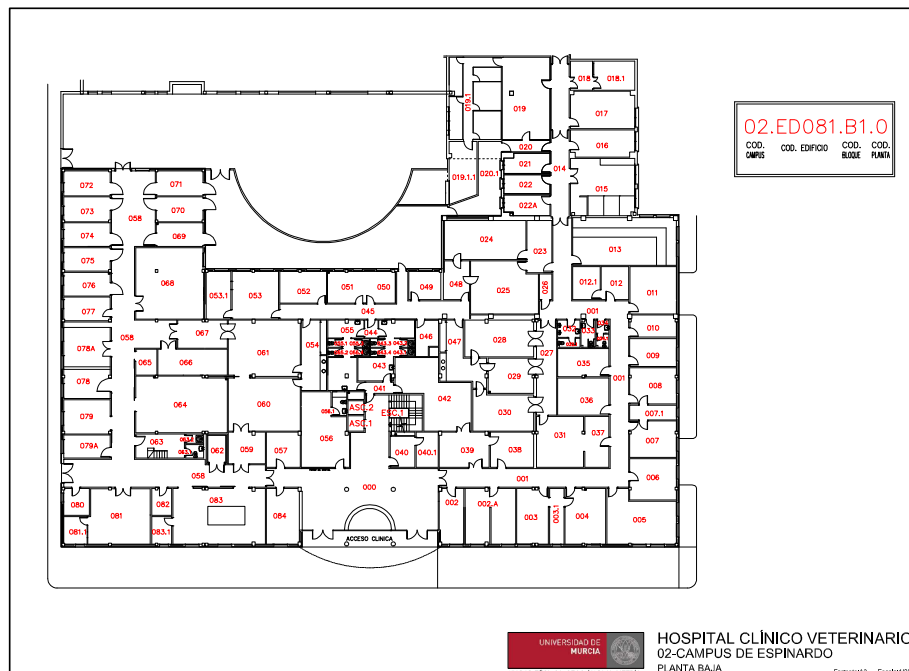 018 018.1
019 019.1
017
02.ED081.B1.0
COD. CAMPUS COD. EDIFICIO COD. BLOQUE COD. PLANTA
016
020
021 014
019.1.1 020.1
022 015
022A
072 071
073 070
058
074 069
024 023 013
075 068
076 053.1 053 052 051 050 049 048 025 026 012.1 012 011
077
045 001
058 067 055 044 046 047 028 027 032 033 010
078A 061 054
065 066 043 035 009
078 029 001
041 036 008
064 060 056.1 ASC.2 ESC.1 042 030 007.1
079 ASC.1
056 031 037 007
079A 063 062 059 057 040 040.1 039 038
006
058 000 001
080 082 083 002 002.A 003 003.1 004 005
081 084
081.1 083.1
ACCESO CLINICA
UNIVERSIDAD DE
MURCIA
HOSPITAL CLÍNICO VETERINARIO
02-CAMPUS DE ESPINARDO
PLANTA BAJA